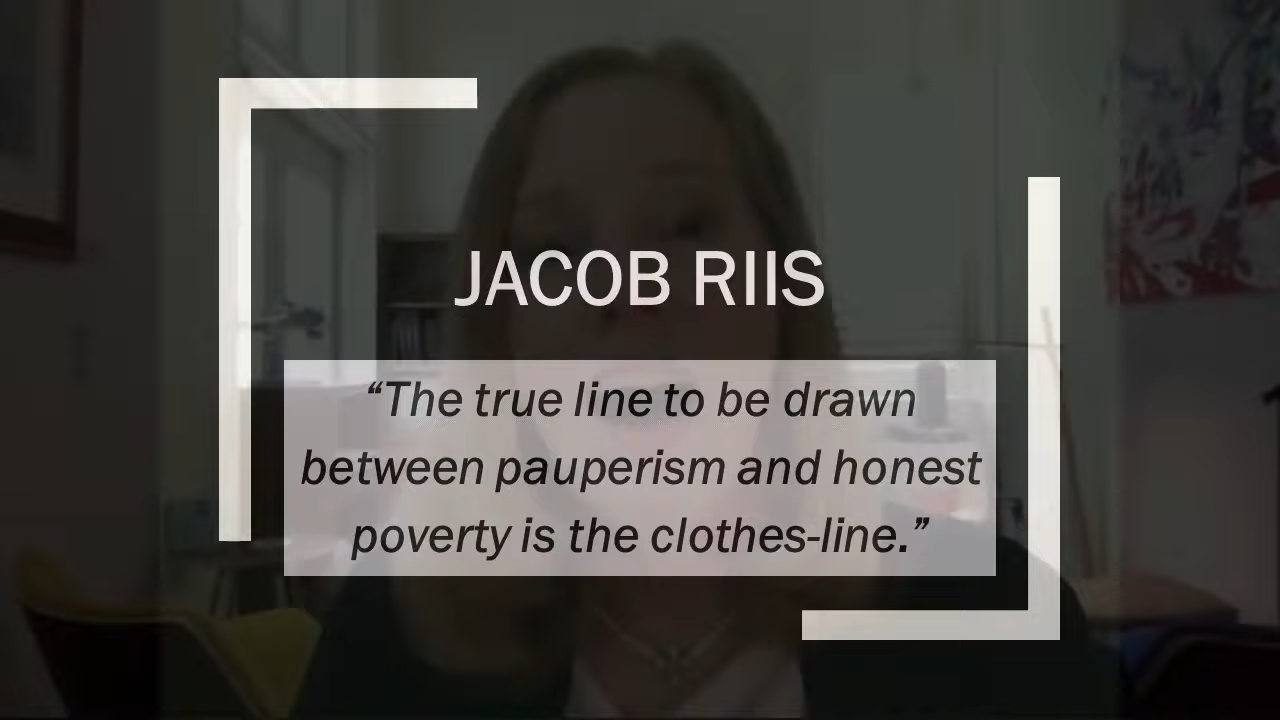 JACOB RIIS
“The true line to be drawn
between pauperism and honest
poverty is the clothes-line.”